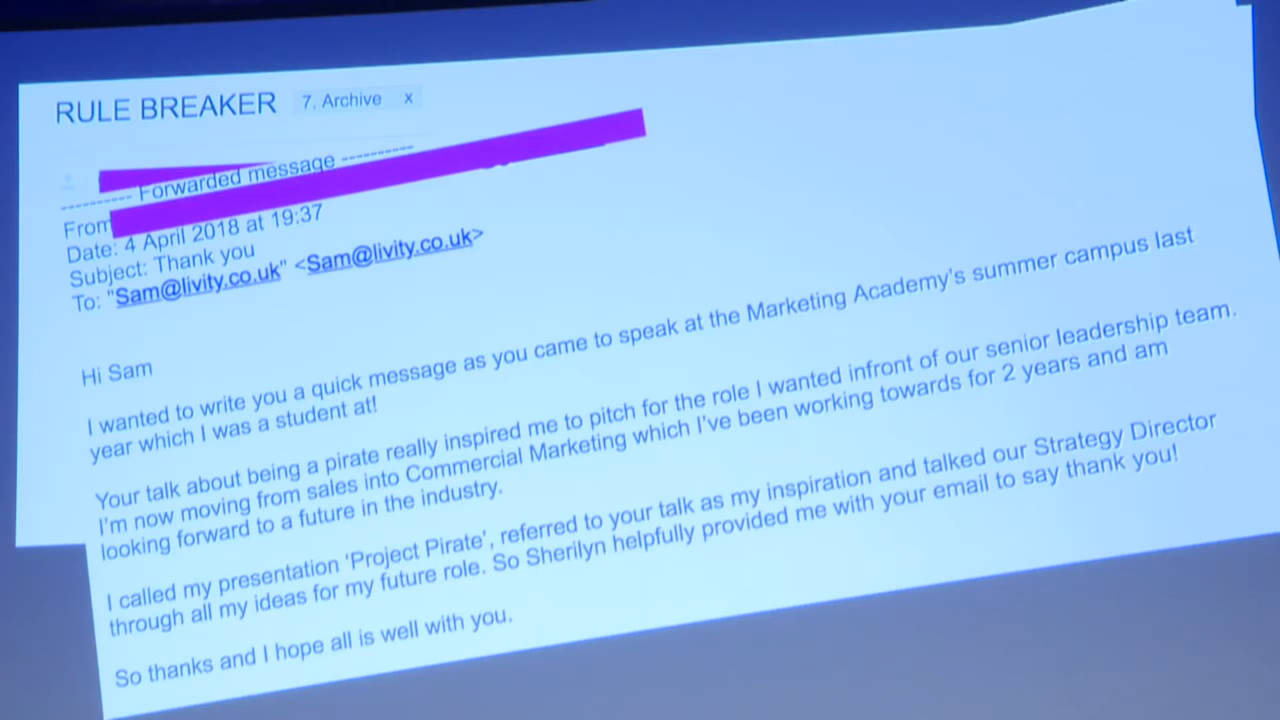 RULE BREAKER 7. Archive x
---------- Forwarded message ----------
From
Date: 4 April 2018 at 19:37
Subject: Thank you
To: "Sam@livity.co.uk" <Sam@livity.co.uk>
Hi Sam
I wanted to write you a quick message as you came to speak at the Marketing Academy's summer campus last
year which I was a student at!
Your talk about being a pirate really inspired me to pitch for the role I wanted infront of our senior leadership team.
I'm now moving from sales into Commercial Marketing which I've been working towards for 2 years and am
looking forward to a future in the industry.
I called my presentation 'Project Pirate', referred to your talk as my inspiration and talked our Strategy Director
through all my ideas for my future role. So Sherilyn helpfully provided me with your email to say thank you!
So thanks and I hope all is well with you.